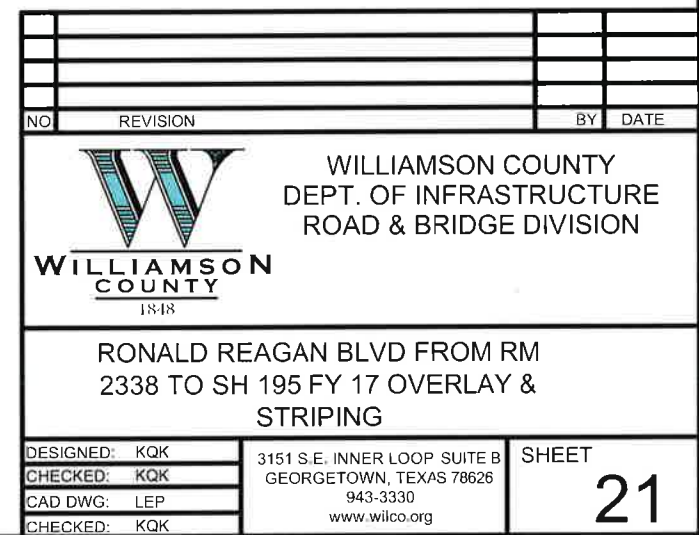 NO REVISION BY DATE
WILLIAMSON COUNTY
DEPT. OF INFRASTRUCTURE
ROAD & BRIDGE DIVISION
W
WILLIAMSON
COUNTY
1848
RONALD REAGAN BLVD FROM RM
2338 TO SH 195 FY 17 OVERLAY &
STRIPING
DESIGNED: KQK
CHECKED: KQK
CAD DWG: LEP
CHECKED: KQK
3151 S.E. INNER LOOP SUITE B
GEORGETOWN, TEXAS 78626
943-3330
www.wilco.org
SHEET
21